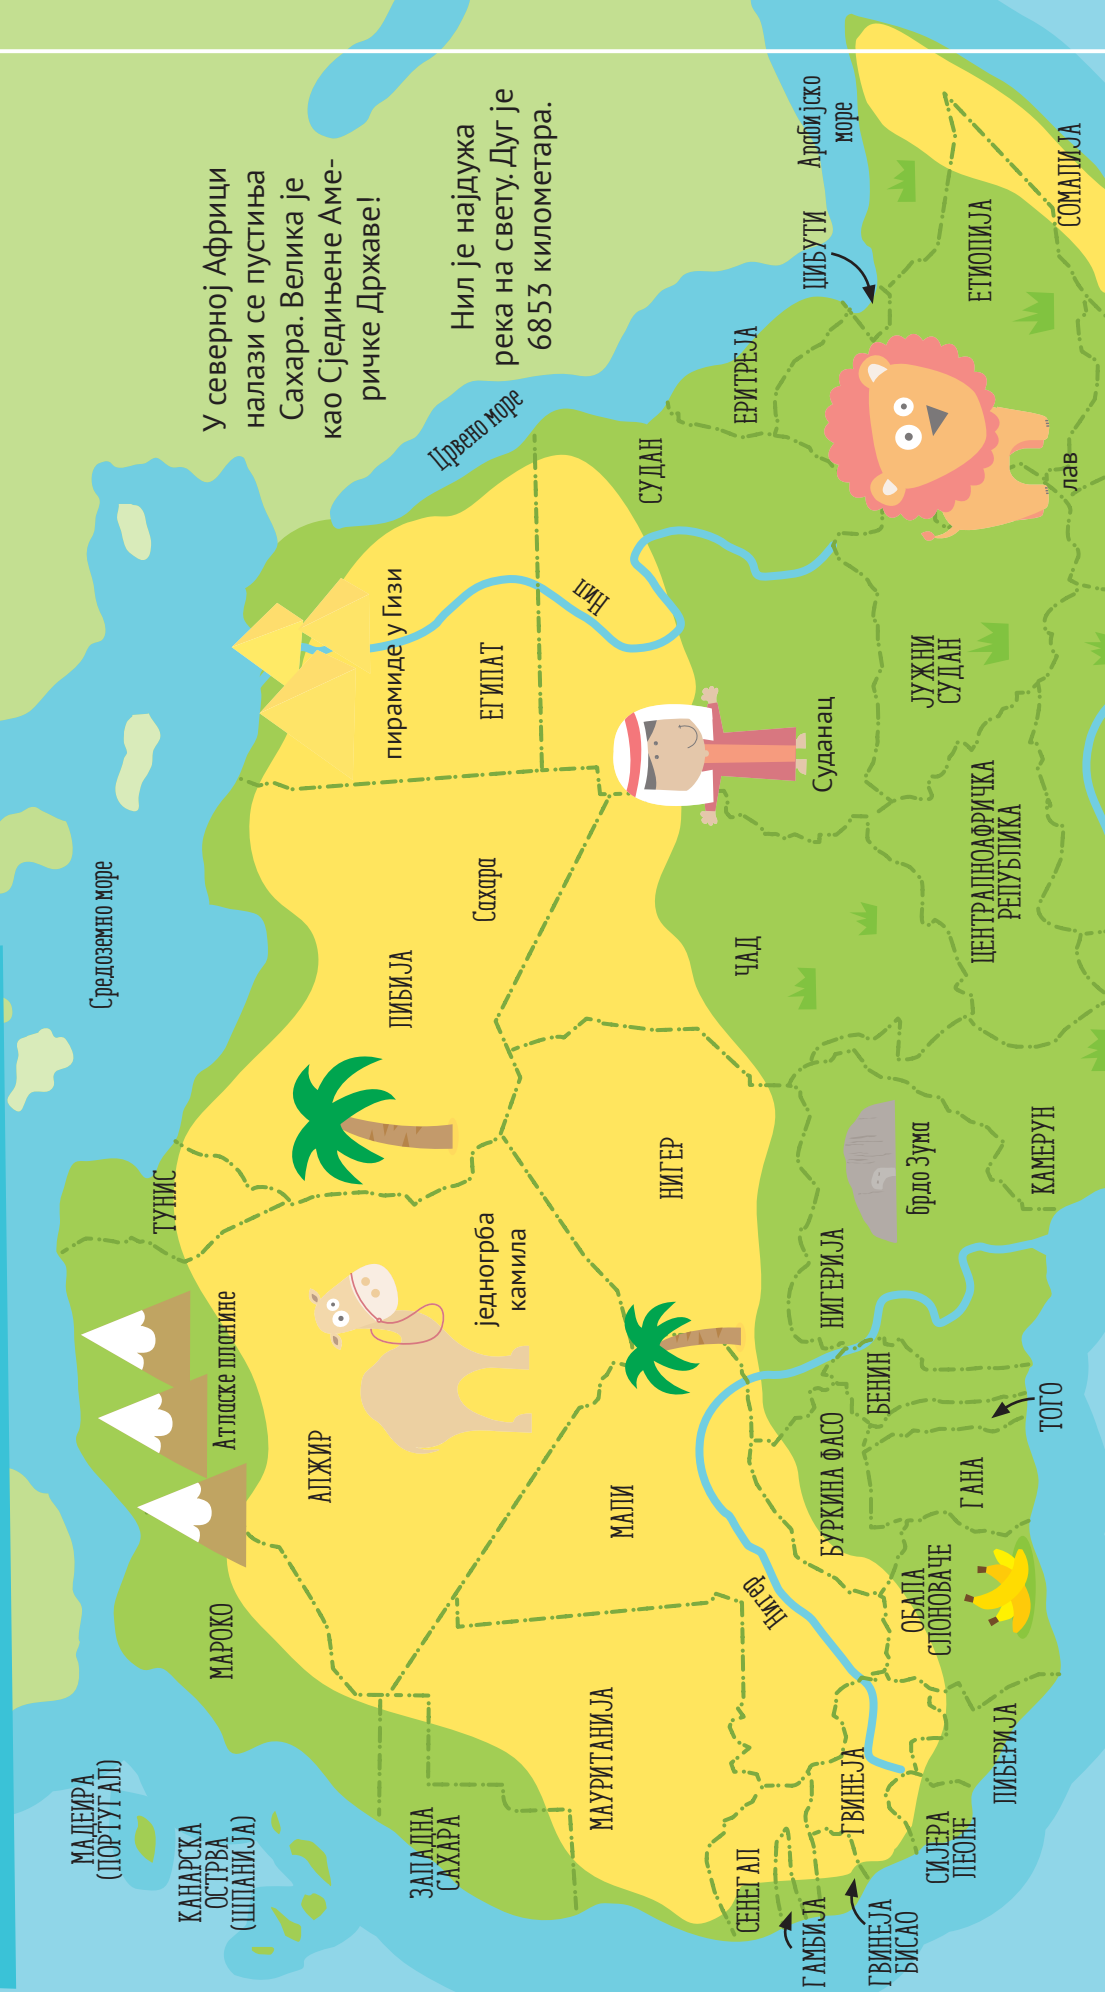 МАДЕИРА
(ПОРТУГАЛ)
КАНАРСКА
ОСТРВА
(ШПАНИЈА)
МАРОКО
Атласке планине
ТУНИС
Средоземно море
У северној Африци
налази се пустиња
Сахара. Велика је
као Сједињене Аме-
ричке Државе!
Нил је најдужа
река на свету. Дуг је
6853 километара.
АЛЖИР
једногрба
камила
ЛИБИЈА
Сахара
пирамиде у Гизи
ЕГИПАТ
Црвено море
Нил
ЗАПАДНА
САХАРА
МАУРИТАНИЈА
МАЛИ
НИГЕР
ЧАД
Суданац
СУДАН
ЕРИТРЕЈА
ЏИБУТИ
Арабијско
море
СЕНЕГАЛ
ГАМБИЈА
ГВИНЕЈА
БИСАО
ГВИНЕЈА
Нигер
БУРКИНА ФАСО
БЕНИН
НИГЕРИЈА
брдо Зума
СИЈЕРА
ЛЕОНЕ
ЛИБЕРИЈА
ОБАЛА
СЛОНОВАЧЕ
ГАНА
ТОГО
КАМЕРУН
ЦЕНТРАЛНОАФРИЧКА
РЕПУБЛИКА
ЈУЖНИ
СУДАН
лав
ЕТИОПИЈА
СОМАЛИЈА